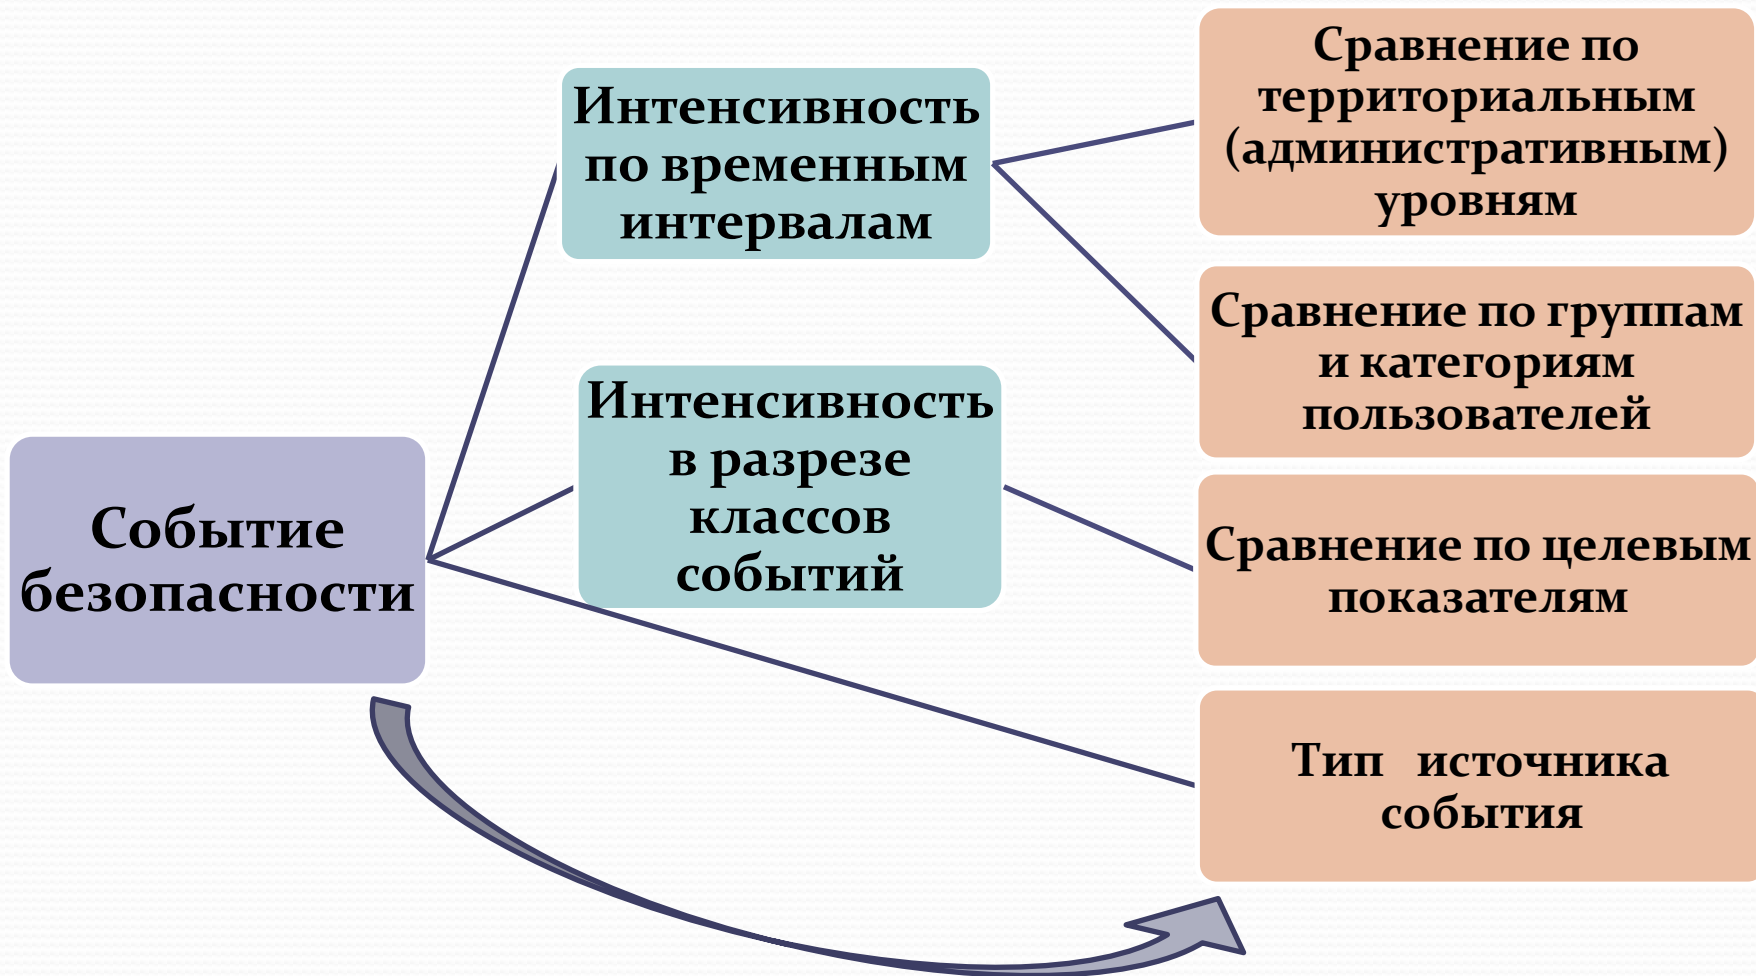 Событие
безопасности
Интенсивность
по временным
интервалам
Интенсивность
в разрезе
классов
событий
Сравнение по
территориальным
(административным)
уровням
Сравнение по группам
и категориям
пользователей
Сравнение по целевым
показателям
Тип источника
события